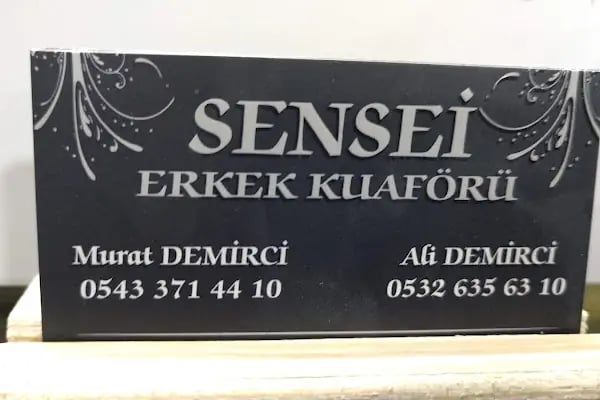 SENSEİ
ERKEK KUAFÖRÜ
Murat DEMİRCİ
0543 371 44 10
Ali DEMİRCİ
0532 635 63 10